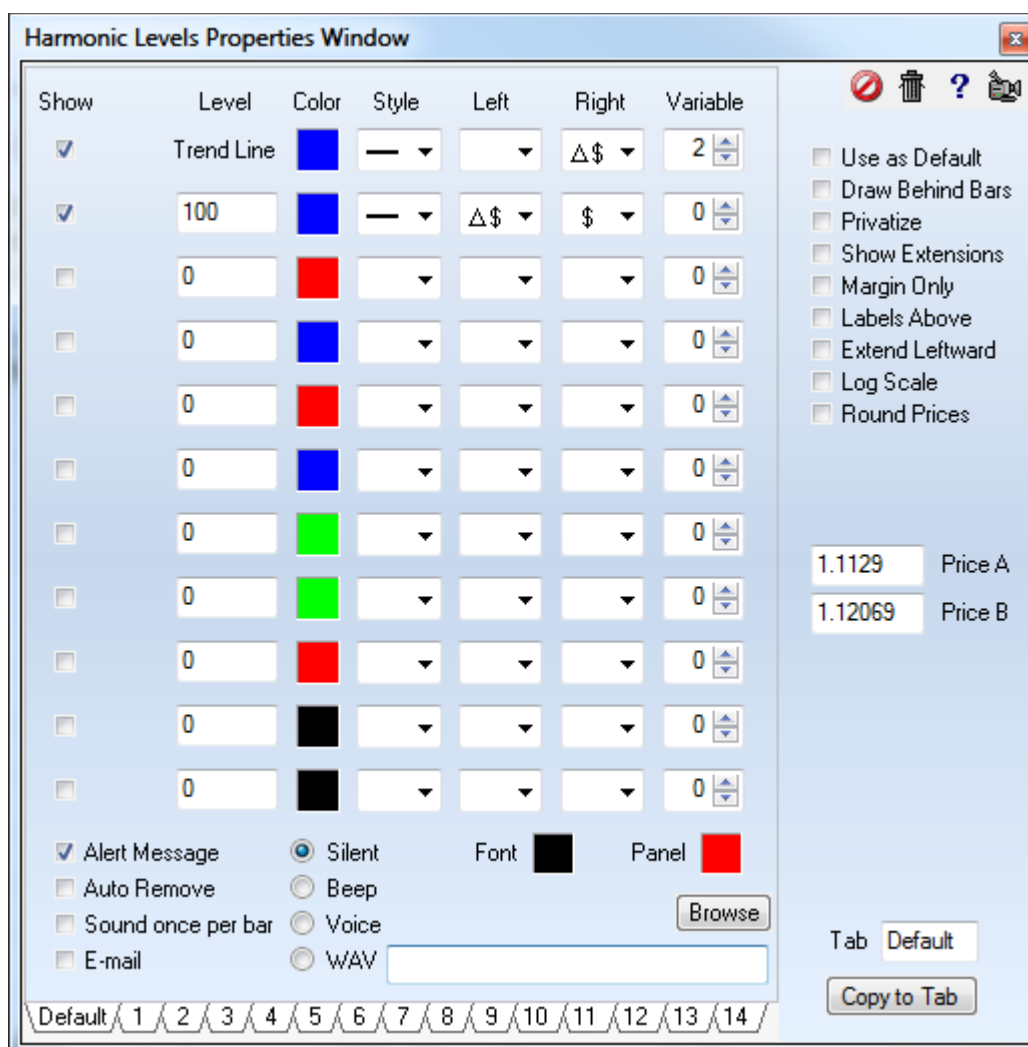 Harmonic Levels Properties Window
Show Level Color Style Left Right Variable
Trend Line Δ$ 2
100 Δ$ $ 0
0 0
0 0
0 0
0 0
0 0
0 0
0 0
0 0
0 0
?
Use as Default
Draw Behind Bars
Privatize
Show Extensions
Margin Only
Labels Above
Extend Leftward
Log Scale
Round Prices
1.1129 Price A
1.12069 Price B
Alert Message Silent Font Panel
Auto Remove Beep
Sound once per bar Voice Browse
E-mail WAV
Tab Default
Copy to Tab
Default 1 2 3 4 5 6 7 8 9 10 11 12 13 14